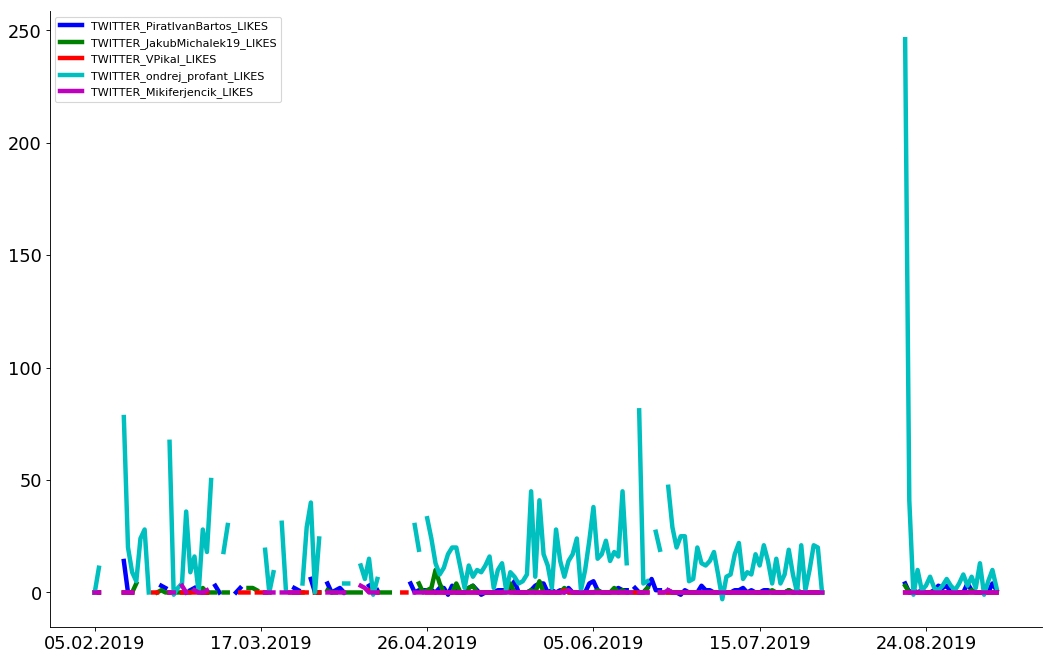 250
200
150
100
50
0
TWITTER_PiratIvanBartos_LIKES
TWITTER_JakubMichalek19_LIKES
TWITTER_VPikal_LIKES
TWITTER_ondrej_profant_LIKES
TWITTER_Mikiferjencik_LIKES
05.02.2019 17.03.2019 26.04.2019 05.06.2019 15.07.2019 24.08.2019